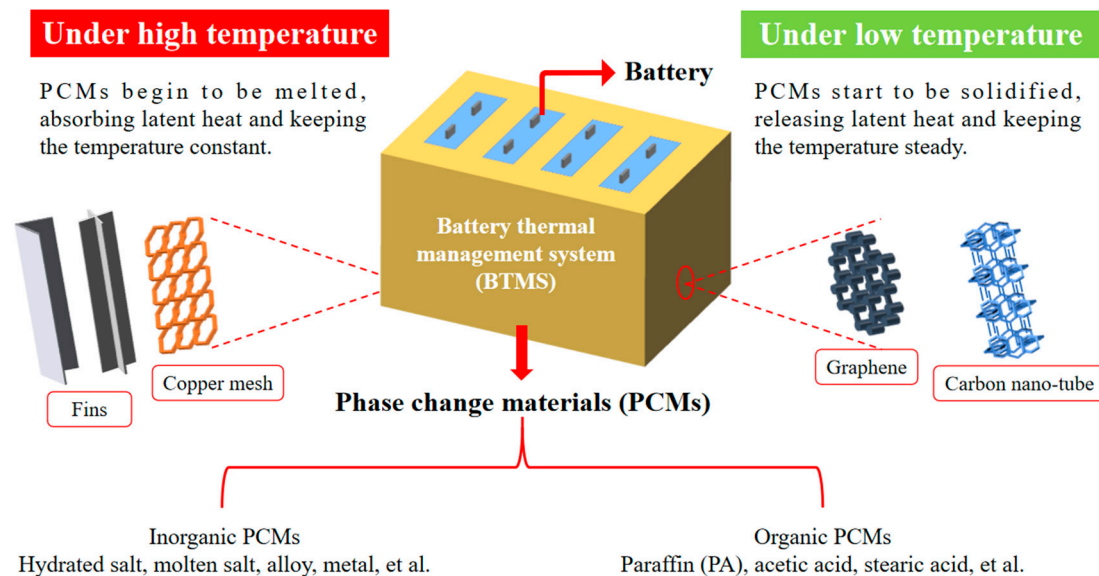 Under high temperature
PCMs begin to be melted,
absorbing latent heat and keeping
the temperature constant.
Battery
Under low temperature
PCMs start to be solidified,
releasing latent heat and keeping
the temperature steady.
Battery thermal
management system
(BTMS)
Fins
Copper mesh
Graphene
Carbon nano-tube
Phase change materials (PCMs)
Inorganic PCMs
Hydrated salt, molten salt, alloy, metal, et al.
Organic PCMs
Paraffin (PA), acetic acid, stearic acid, et al.